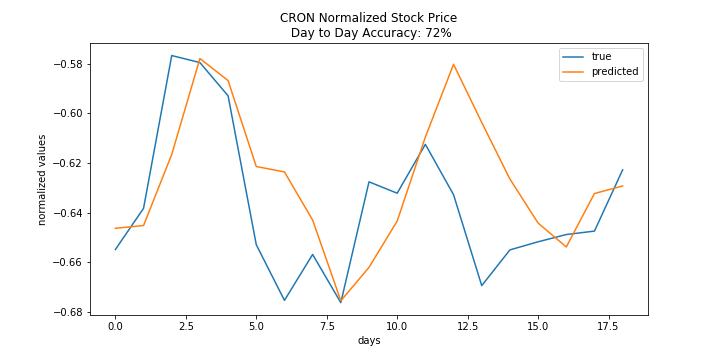 CRON Normalized Stock Price
Day to Day Accuracy: 72%
true
predicted
normalized values
−0.58
−0.60
−0.62
−0.64
−0.66
−0.68
0.0 2.5 5.0 7.5 10.0 12.5 15.0 17.5
days